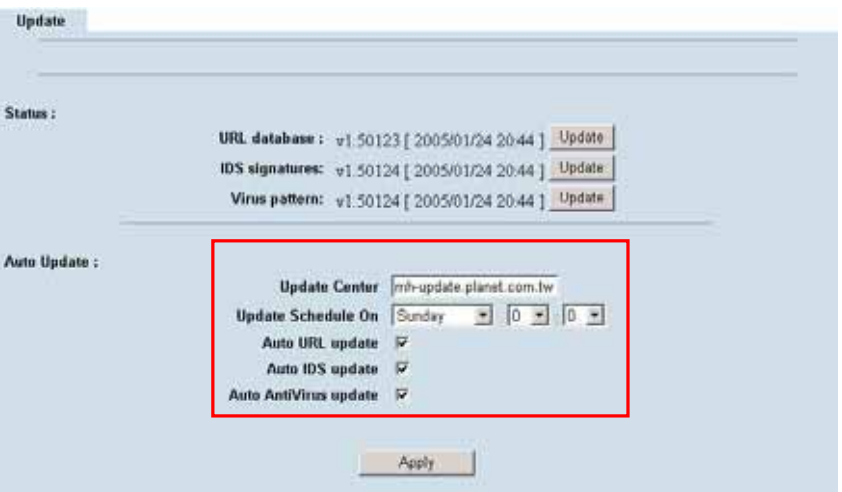 Update
Status :
URL database : v1.50123 [ 2005/01/24 20:44 ] Update
IDS signatures: v1.50124 [ 2005/01/24 20:44 ] Update
Virus pattern: v1.50124 [ 2005/01/24 20:44 ] Update
Auto Update :
Update Center mh-update.planet.com.tw
Update Schedule On Sunday 0 : 0
Auto URL update
Auto IDS update
Auto AntiVirus update
Apply